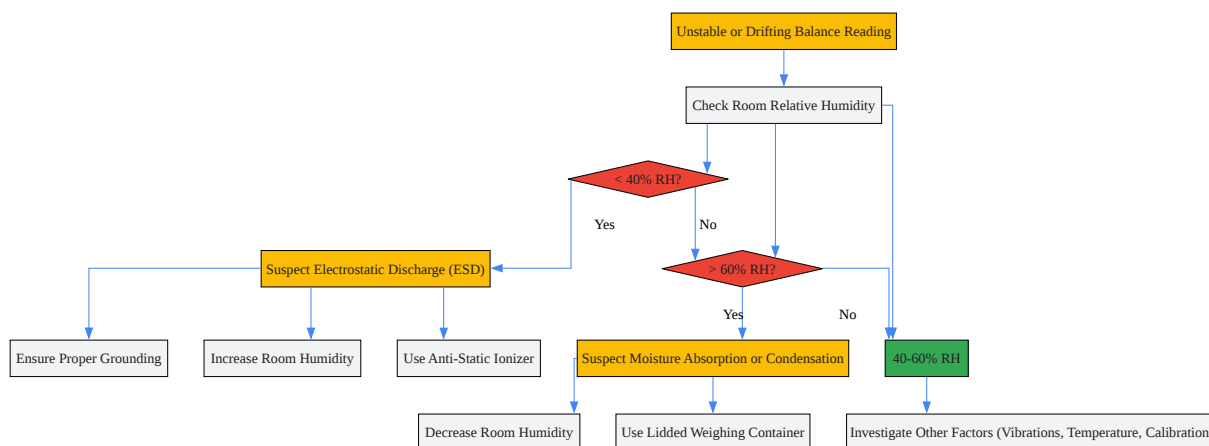 Unstable or Drifting Balance Reading
Check Room Relative Humidity
< 40% RH?
Yes
No
Suspect Electrostatic Discharge (ESD)
> 60% RH?
Yes
No
Ensure Proper Grounding
Increase Room Humidity
Use Anti-Static Ionizer
Suspect Moisture Absorption or Condensation
40-60% RH
Decrease Room Humidity
Use Lidded Weighing Container
Investigate Other Factors (Vibrations, Temperature, Calibration